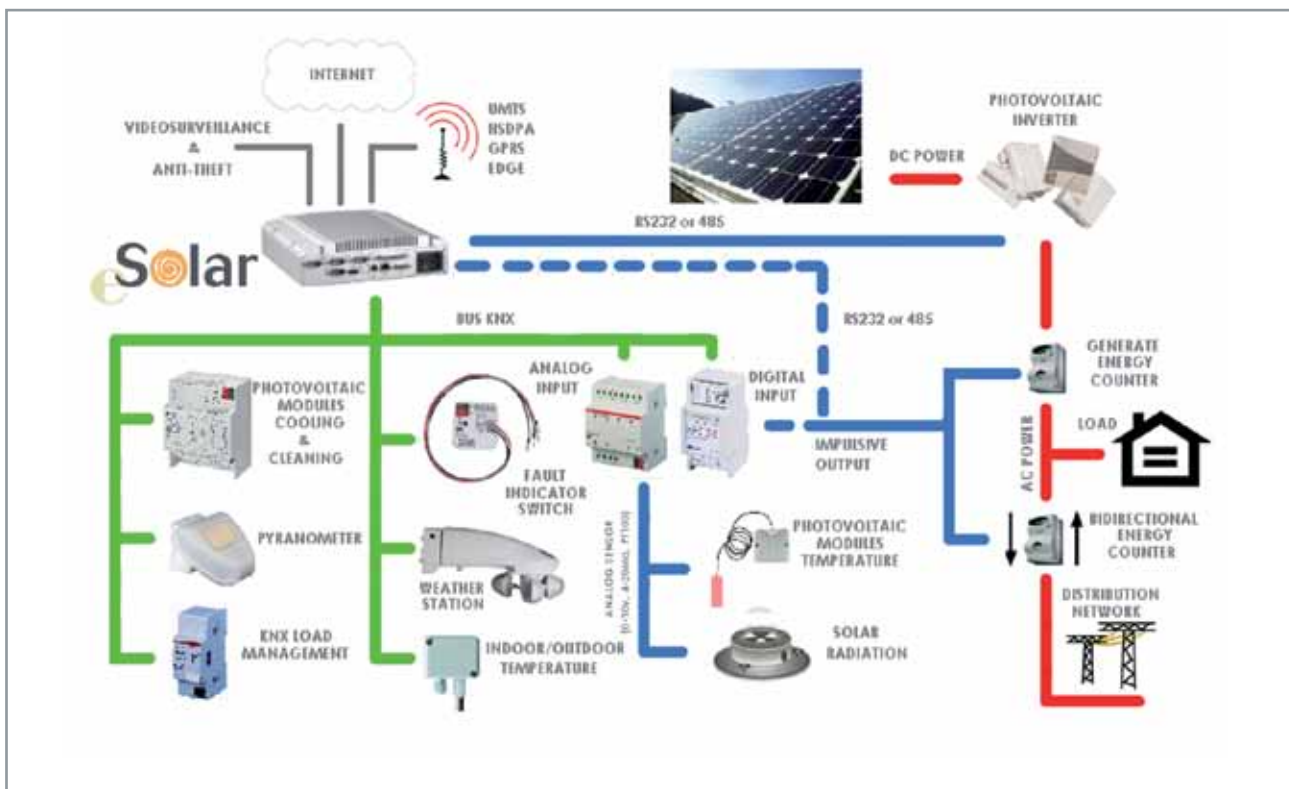 INTERNET
VIDEOSURVEILLANCE
&
ANTI-THEFT
UMTS
HSDPA
GPRS
EDGE
PHOTOVOLTAIC
INVERTER
DC POWER
RS232 or 485
eSolar
BUS KNX
RS232 or 485
PHOTOVOLTAIC
MODULES
COOLING
&
CLEANING
ANALOG
INPUT
DIGITAL
INPUT
GENERATE
ENERGY
COUNTER
FAULT
INDICATOR
SWITCH
IMPULSIVE
OUTPUT
AC POWER
LOAD
PYRANOMETER
WEATHER
STATION
ANALOG SENSOR
PHOTOVOLTAIC
MODULES
TEMPERATURE
BIDIRECTIONAL
ENERGY
COUNTER
DISTRIBUTION
NETWORK
KNX LOAD
MANAGEMENT
INDOOR/OUTDOOR
TEMPERATURE
SOLAR
RADIATION